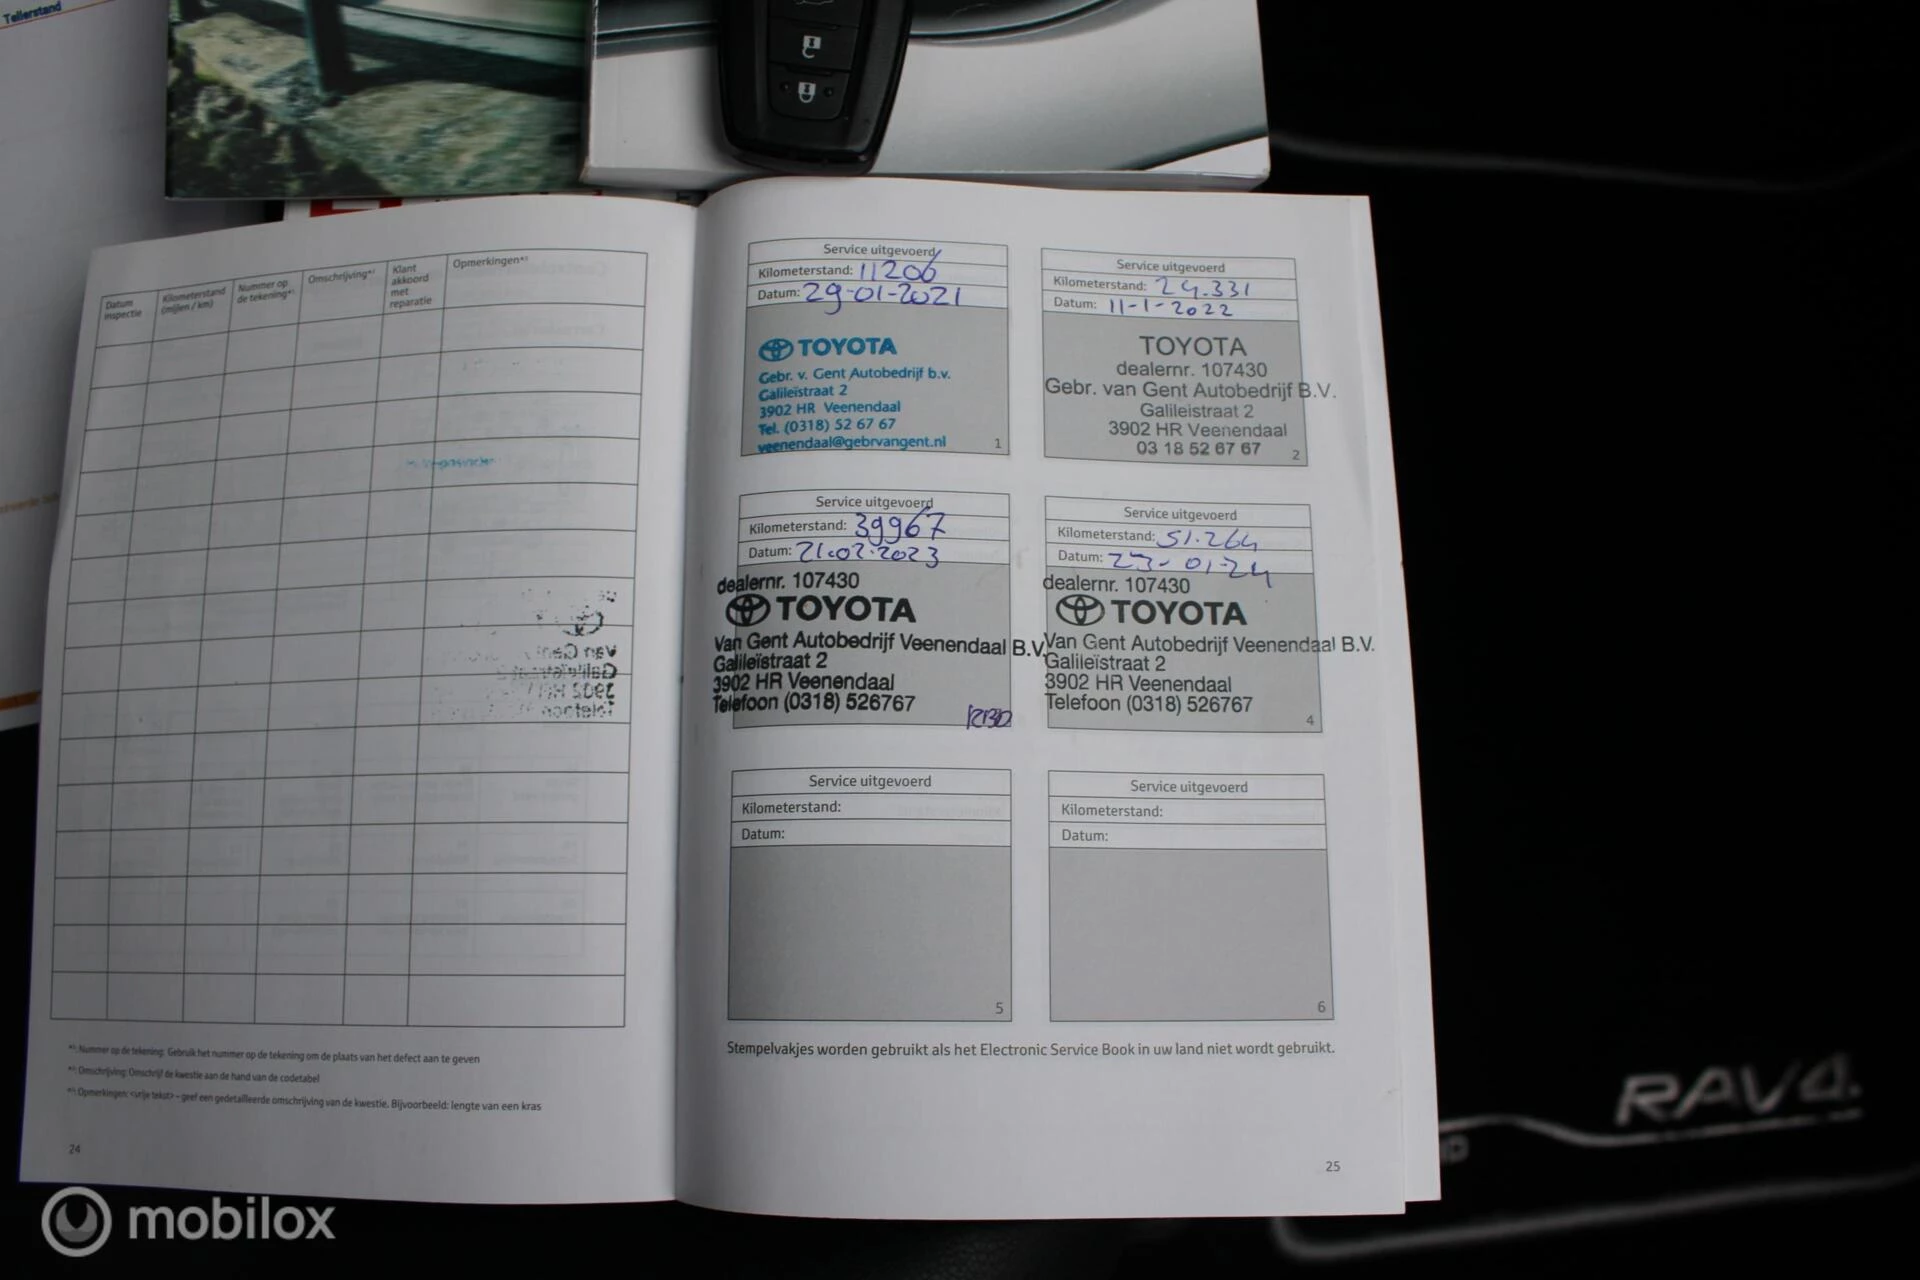 Tellerstand
Datum inspectie
Kilometerstand (mijlen / km)
Nummer op de tekening*¹
Omschrijving*²
Klant akkoord met reparatie
Opmerkingen*³
*¹: Nummer op de tekening: Gebruik het nummer op de tekening om de plaats van het defect aan te geven
*²: Omschrijving: Omschrijf de kwestie aan de hand van de codetabel
*³: Opmerkingen: <vrije tekst> – geef een gedetailleerde omschrijving van de kwestie. Bijvoorbeeld: lengte van een kras
24
Service uitgevoerd
Kilometerstand: 11206
Datum: 29-01-2021
TOYOTA
Gebr. v. Gent Autobedrijf b.v.
Galileïstraat 2
3902 HR Veenendaal
Tel. (0318) 52 67 67
veenendaal@gebrvangent.nl
1
Service uitgevoerd
Kilometerstand: 24.331
Datum: 11-1-2022
TOYOTA
dealernr. 107430
Gebr. van Gent Autobedrijf B.V.
Galileistraat 2
3902 HR Veenendaal
03 18 52 67 67
2
Service uitgevoerd
Kilometerstand: 39967
Datum: 21-02-2023
dealernr. 107430
TOYOTA
Van Gent Autobedrijf Veenendaal B.V.
Galileïstraat 2
3902 HR Veenendaal
Telefoon (0318) 526767
Service uitgevoerd
Kilometerstand: 51.264
Datum: 23-01-24
dealernr. 107430
TOYOTA
Van Gent Autobedrijf Veenendaal B.V.
Galileïstraat 2
3902 HR Veenendaal
Telefoon (0318) 526767
4
Service uitgevoerd
Kilometerstand:
Datum:
5
Service uitgevoerd
Kilometerstand:
Datum:
6
Stempelvakjes worden gebruikt als het Electronic Service Book in uw land niet wordt gebruikt.
25
RAV4.
mobilox